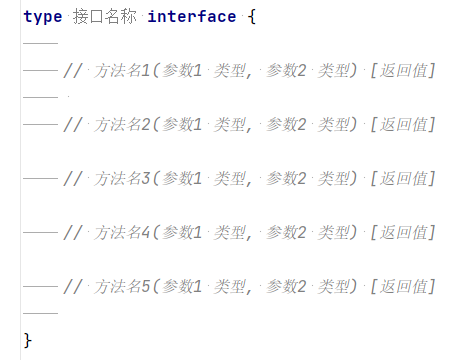 type 接口名称 interface {
// 方法名1(参数1 类型, 参数2 类型) [返回值]
// 方法名2(参数1 类型, 参数2 类型) [返回值]
// 方法名3(参数1 类型, 参数2 类型) [返回值]
// 方法名4(参数1 类型, 参数2 类型) [返回值]
// 方法名5(参数1 类型, 参数2 类型) [返回值]
}